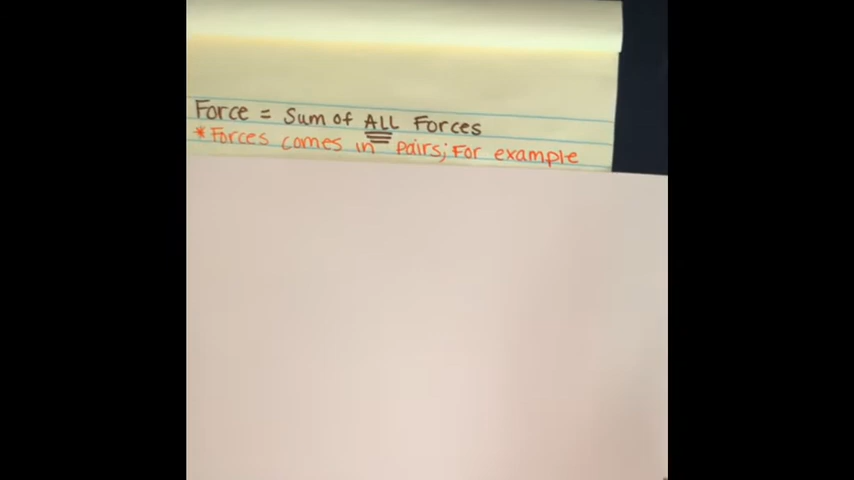 Force = Sum of ALL Forces
*Forces comes in pairs; For example